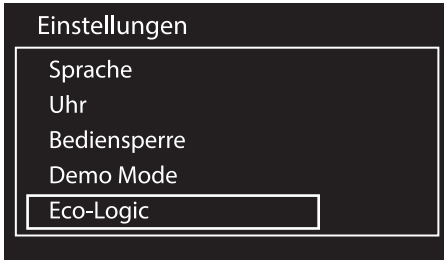 Einstellungen
Sprache
Uhr
Bediensperre
Demo Mode
Eco-Logic